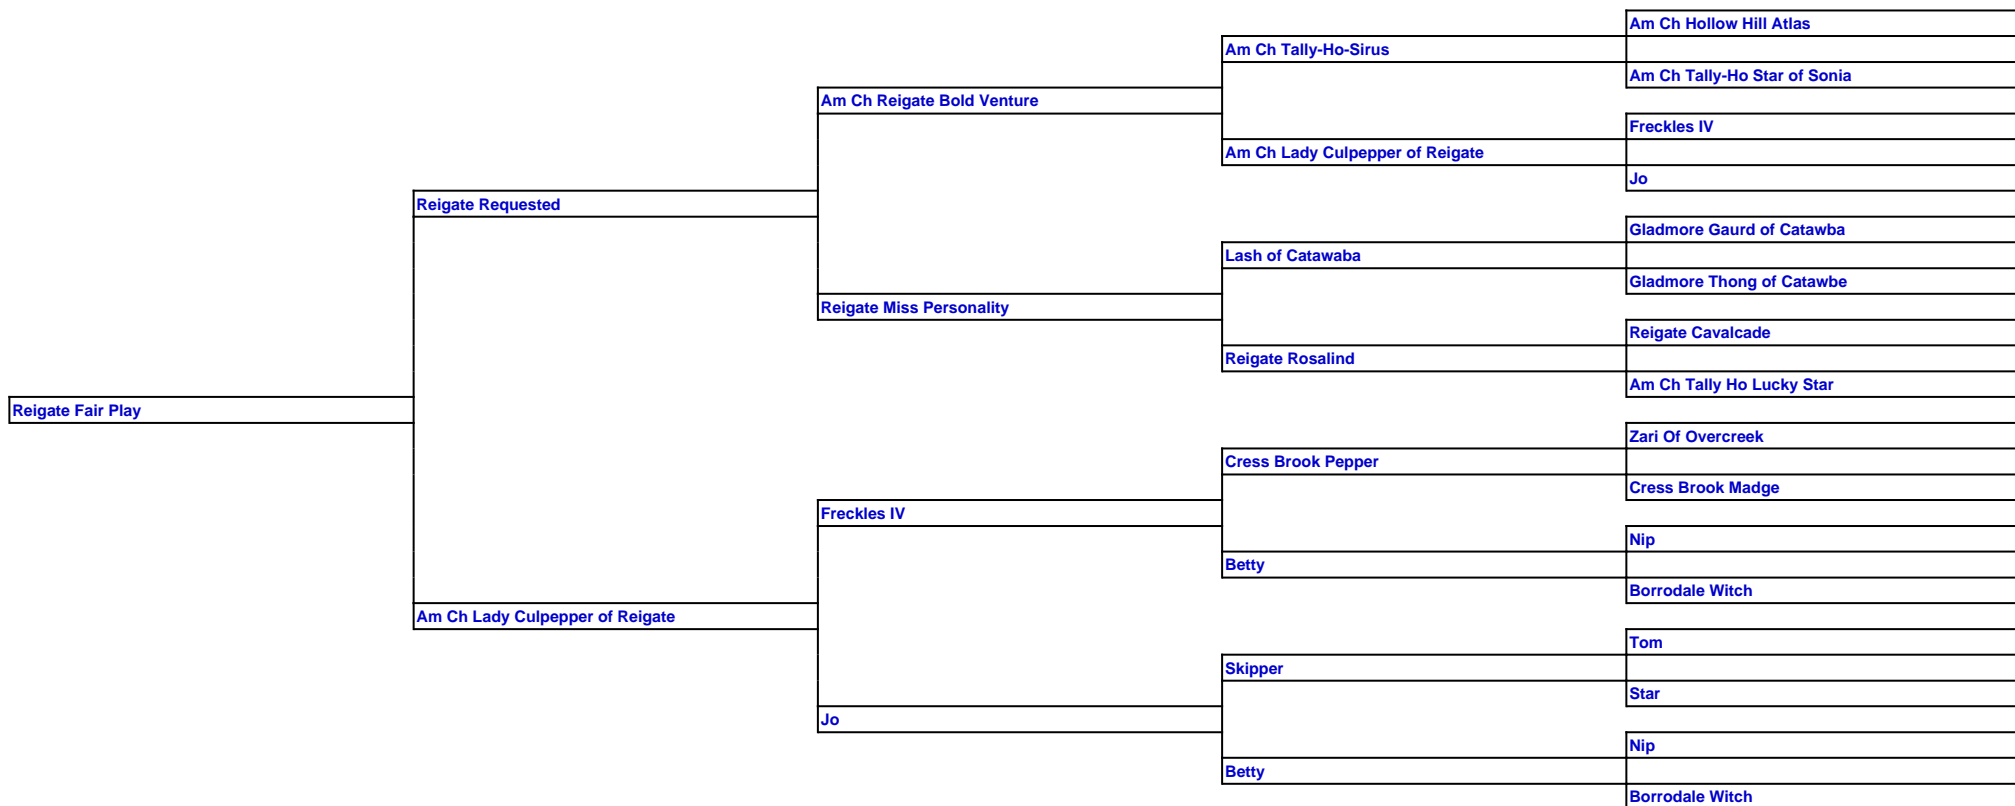 Am Ch Hollow Hill Atlas
Am Ch Tally-Ho-Sirus
Am Ch Tally-Ho Star of Sonia
Am Ch Reigate Bold Venture
Freckles IV
Am Ch Lady Culpepper of Reigate
Jo
Reigate Requested
Gladmore Gaurd of Catawba
Lash of Catawaba
Gladmore Thong of Catawbe
Reigate Miss Personality
Reigate Cavalcade
Reigate Rosalind
Am Ch Tally Ho Lucky Star
Reigate Fair Play
Zari Of Overcreek
Cress Brook Pepper
Cress Brook Madge
Freckles IV
Nip
Betty
Borrodale Witch
Am Ch Lady Culpepper of Reigate
Tom
Skipper
Star
Jo
Nip
Betty
Borrodale Witch